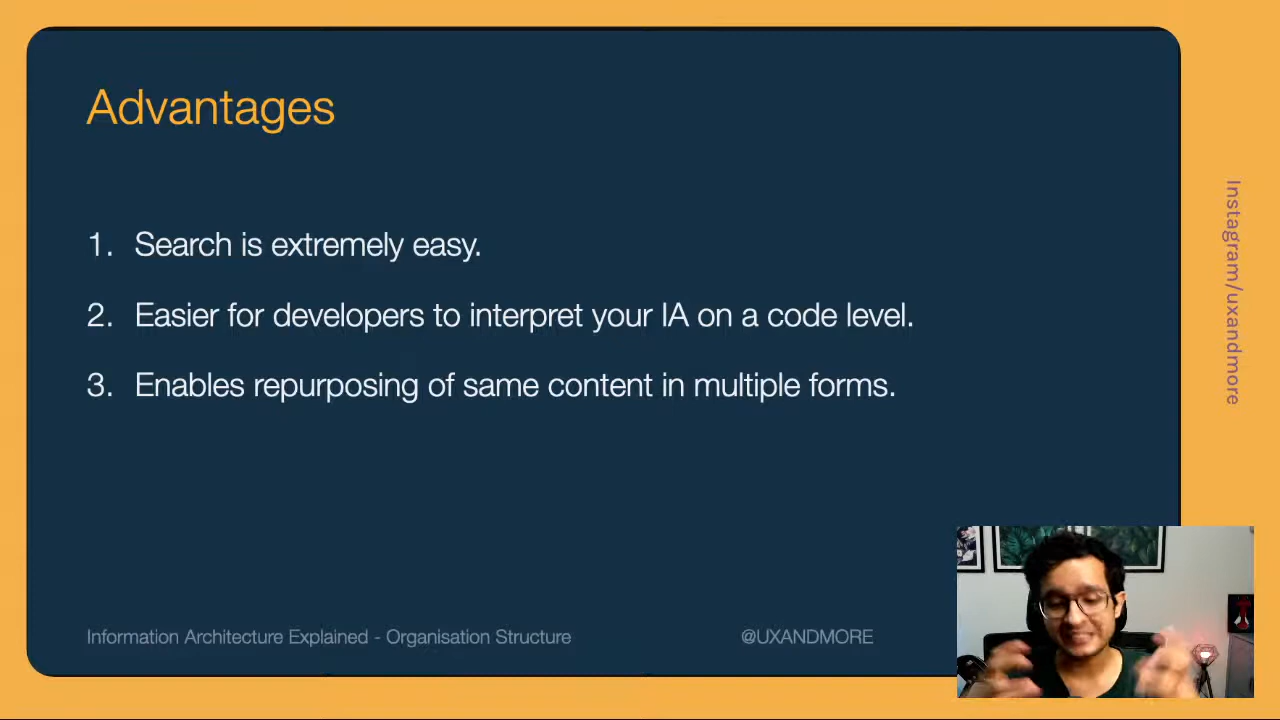 Advantages
1. Search is extremely easy.
2. Easier for developers to interpret your IA on a code level.
3. Enables repurposing of same content in multiple forms.
Information Architecture Explained - Organisation Structure
@UXANDMORE
Instagram/uxandmore